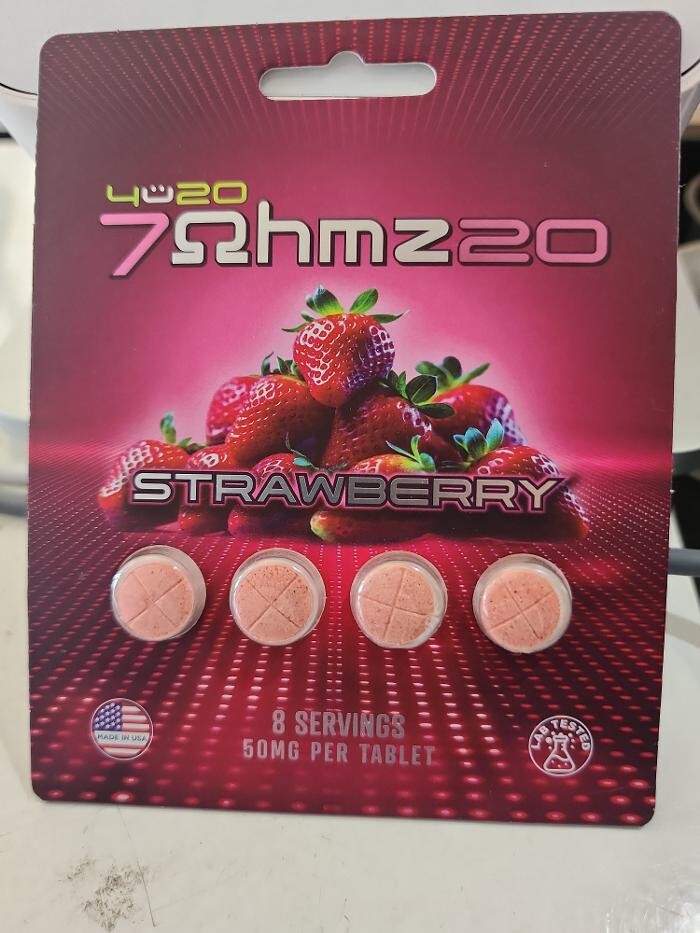 4U20
7Ωhmz20
STRAWBERRY
8 SERVINGS
50MG PER TABLET
MADE IN USA
LAB TESTED